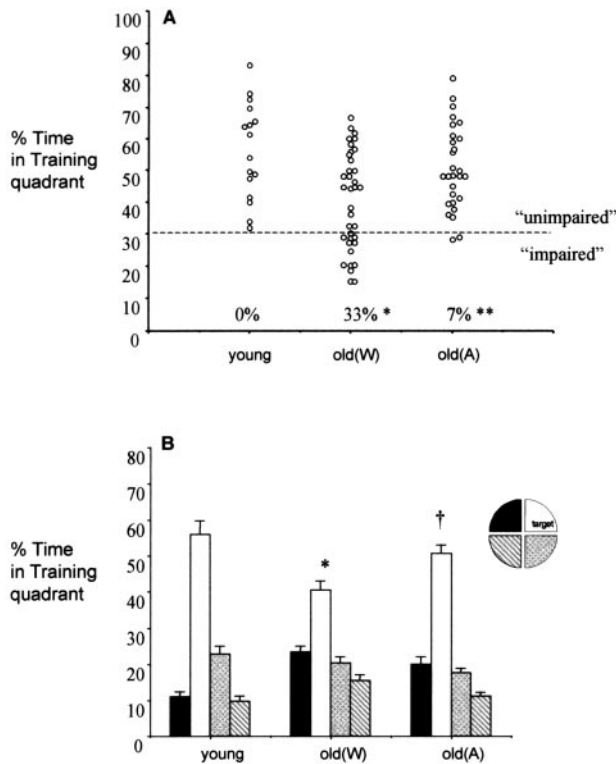 A
100
90
80
70
60
50
40
30
20
10
0
% Time
in Training
quadrant
“unimpaired”
“impaired”
0% 33% * 7% **
young old(W) old(A)
B
80
70
60
50
40
30
20
10
0
% Time
in Training
quadrant
* †
target
young old(W) old(A)